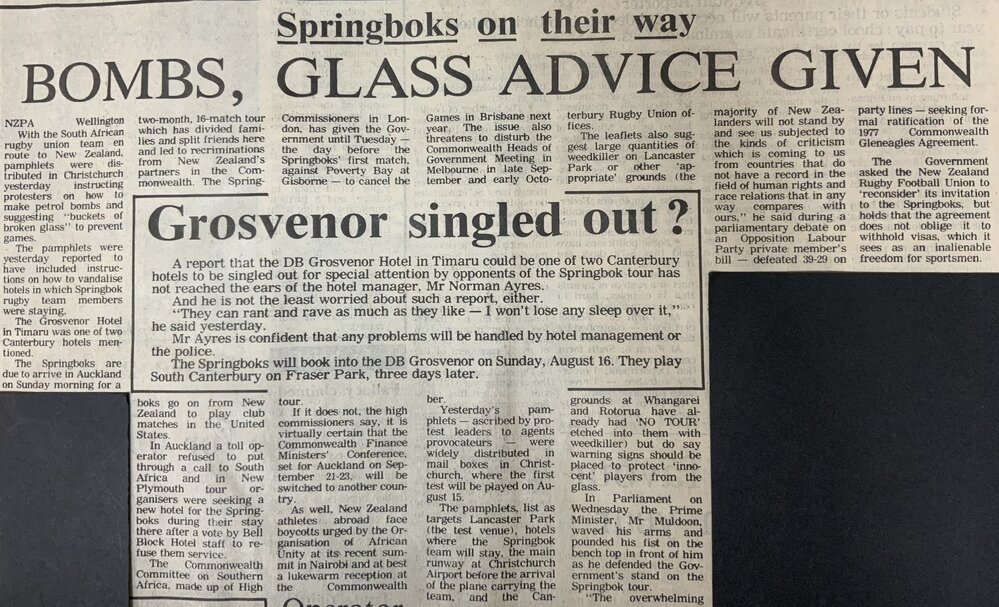 Springboks on their way
BOMBS, GLASS ADVICE GIVEN
NZPA Wellington
With the South African
rugby union team en
route to New Zealand,
pamphlets were dis-
tributed in Christchurch
yesterday instructing
protesters on how to
make petrol bombs and
suggesting "buckets of
broken glass" to prevent
games.
The pamphlets were
yesterday reported to
have included instruc-
tions on how to vandalise
hotels in which Springbok
rugby team members
were staying.
The Grosvenor Hotel
in Timaru was one of two
Canterbury hotels men-
tioned.
The Springboks are
due to arrive in Auckland
on Sunday morning for a
two-month, 16-match tour
which has divided fami-
lies and split friends here
and led to recriminations
from New Zealand's
partners in the Com-
monwealth. The Spring-
boks go on from New
Zealand to play club
matches in the United
States.
In Auckland a toll op-
erator refused to put
through a call to South
Africa and in New
Plymouth tour or-
ganisers were seeking a
new hotel for the Spring-
boks during their stay
there after a vote by Bell
Block Hotel staff to re-
fuse them service.
The Commonwealth
Committee on Southern
Africa, made up of High
Commissioners in Lon-
don, has given the Gov-
ernment until Tuesday —
the day before the
Springboks' first match,
against Poverty Bay at
Gisborne — to cancel the
tour.
If it does not, the high
commissioners say, it is
virtually certain that the
Commonwealth Finance
Ministers' Conference,
set for Auckland on Sep-
tember 21-23, will be
switched to another coun-
try.
As well, New Zealand
athletes abroad face
boycotts urged by the Or-
ganisation of African
Unity at its recent sum-
mit in Nairobi and at best
a lukewarm reception at
the Commonwealth
Games in Brisbane next
year. The issue also
threatens to disturb the
Commonwealth Heads of
Government Meeting in
Melbourne in late Sep-
tember and early Octo-
ber.
Yesterday's pam-
phlets — ascribed by pro-
test leaders to agents
provocateurs — were
widely distributed in
mail boxes in Christ-
church, where the first
test will be played on Au-
gust 15.
The pamphlets, list as
targets Lancaster Park
(the test venue), hotels
where the Springbok
team will stay, the main
runway at Christchurch
Airport before the arrival
of the plane carrying the
team, and the Can-
terbury Rugby Union of-
fices.
The leaflets also sug-
gest large quantities of
weedkiller on Lancaster
Park or other 'ap-
propriate' grounds (the
grounds at Whangarei
and Rotorua have al-
ready had 'NO TOUR'
etched into them with
weedkiller) but do say
warning signs should be
placed to protect 'inno-
cent' players from the
glass.
In Parliament on
Wednesday the Prime
Minister, Mr Muldoon,
waved his arms and
pounded his fist on the
bench top in front of him
as he defended the Gov-
ernment's stand on the
Springbok tour.
"The overwhelming
majority of New Zea-
landers will not stand by
and see us subjected to
the kinds of criticism
which is coming to us
from countries that do
not have a record in the
field of human rights and
race relations that in any
way compares with
ours," he said during a
parliamentary debate on
an Opposition Labour
Party private member's
bill — defeated 39-29 on
party lines — seeking for-
mal ratification of the
1977 Commonwealth
Gleneagles Agreement.
The Government
asked the New Zealand
Rugby Football Union to
'reconsider' its invitation
to the Springboks, but
holds that the agreement
does not oblige it to
withhold visas, which it
sees as an inalienable
freedom for sportsmen.
Grosvenor singled out?
A report that the DB Grosvenor Hotel in Timaru could be one of two Canterbury
hotels to be singled out for special attention by opponents of the Springbok tour has
not reached the ears of the hotel manager, Mr Norman Ayres.
And he is not the least worried about such a report, either.
"They can rant and rave as much as they like — I won't lose any sleep over it,"
he said yesterday.
Mr Ayres is confident that any problems will be handled by hotel management or
the police.
The Springboks will book into the DB Grosvenor on Sunday, August 16. They play
South Canterbury on Fraser Park, three days later.
Operator